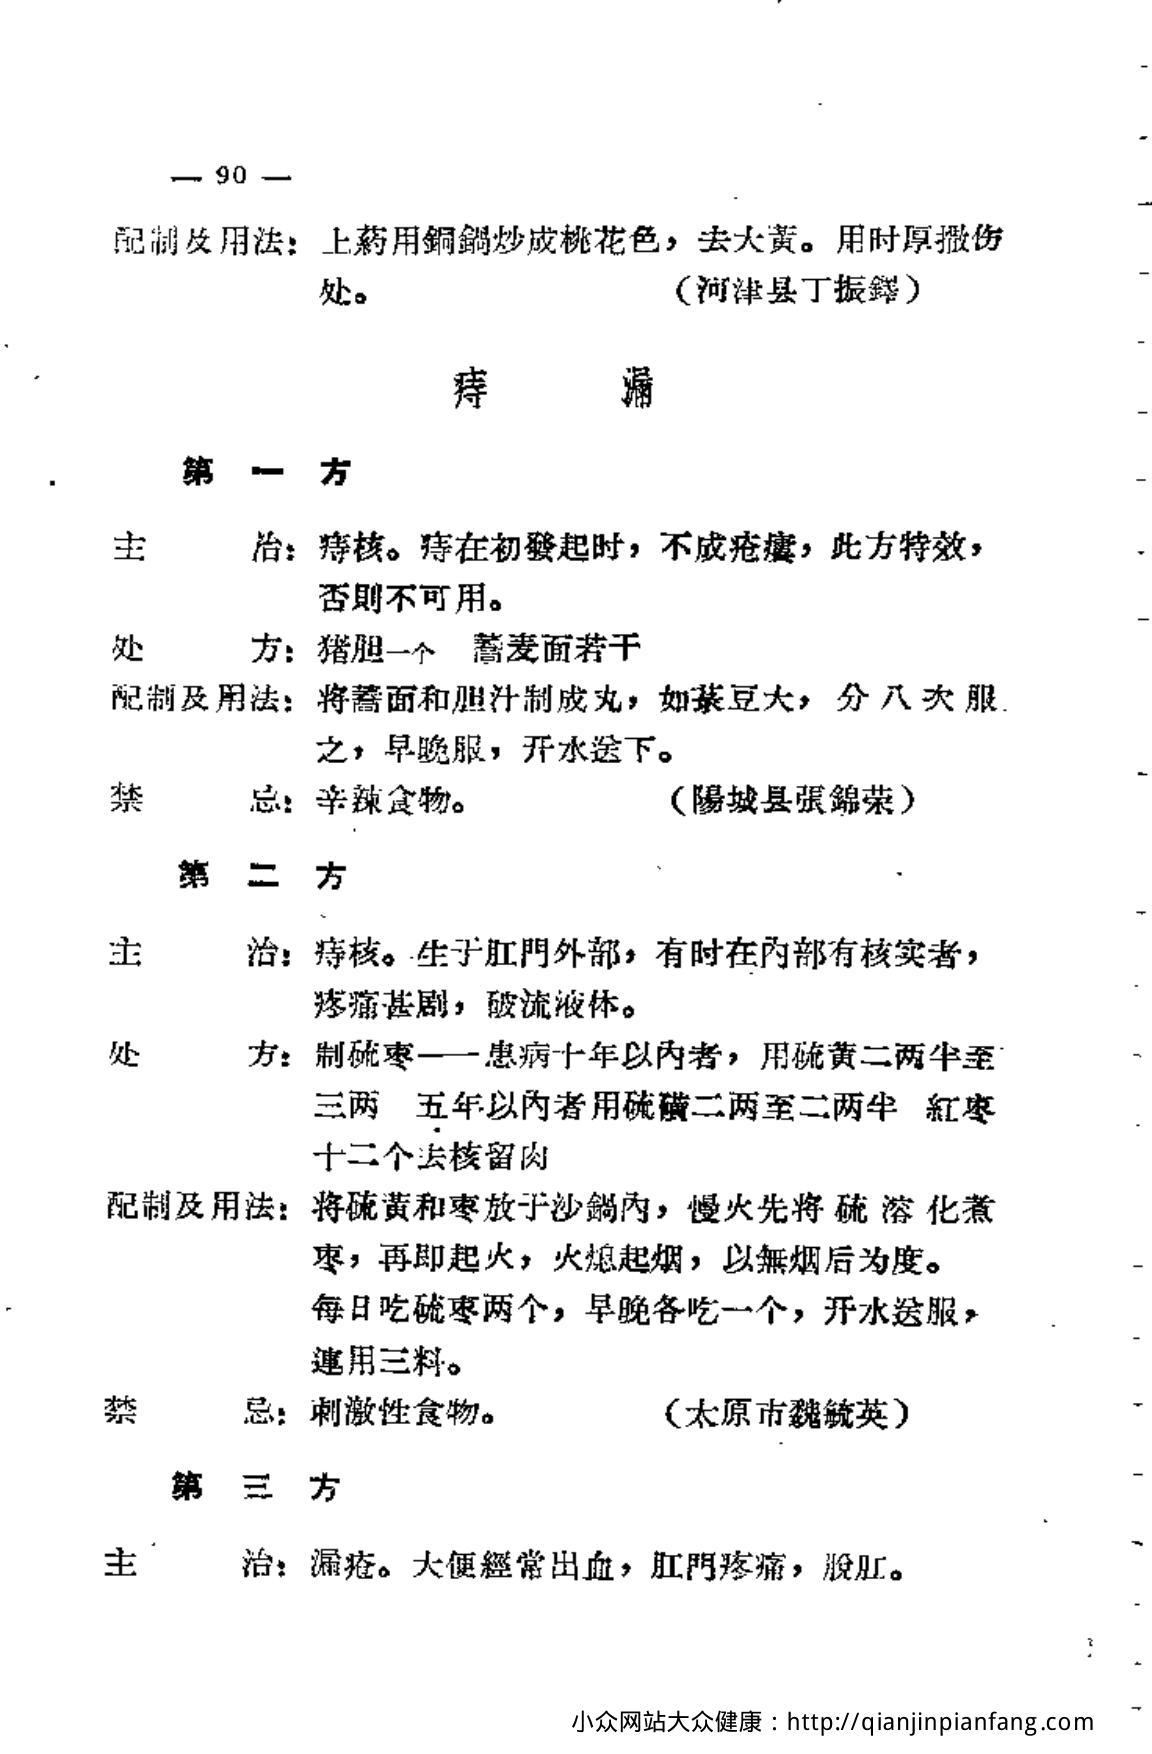 — 90 —
配制及用法：上药用銅鍋炒成桃花色，去大黃。用时厚撒伤
处。 （河津县丁振鐸）
痔 漏
第 一 方
主 治：痔核。痔在初發起时，不成疮瘻，此方特效，
否則不可用。
处 方：猪胆一个 蕎麦面若干
配制及用法：将蕎面和胆汁制成丸，如菉豆大，分八次服
之，早晚服，开水送下。
禁 忌：辛辣食物。 （陽城县張錦荣）
第 二 方
主 治：痔核。生于肛門外部，有时在內部有核实者，
疼痛甚剧，破流液体。
处 方：制硫枣——患病十年以內者，用硫黄二两半至
三两 五年以內者用硫磺二两至二两半 紅枣
十二个去核留肉
配制及用法：将硫黄和枣放于沙鍋內，慢火先将硫溶化煮
枣，再即起火，火熄起烟，以無烟后为度。
每日吃硫枣两个，早晚各吃一个，开水送服，
連用三料。
禁 忌：刺激性食物。 （太原市魏毓英）
第 三 方
主 治：漏疮。大便經常出血，肛門疼痛，脫肛。
小众网站大众健康：http://qianjinpianfang.com